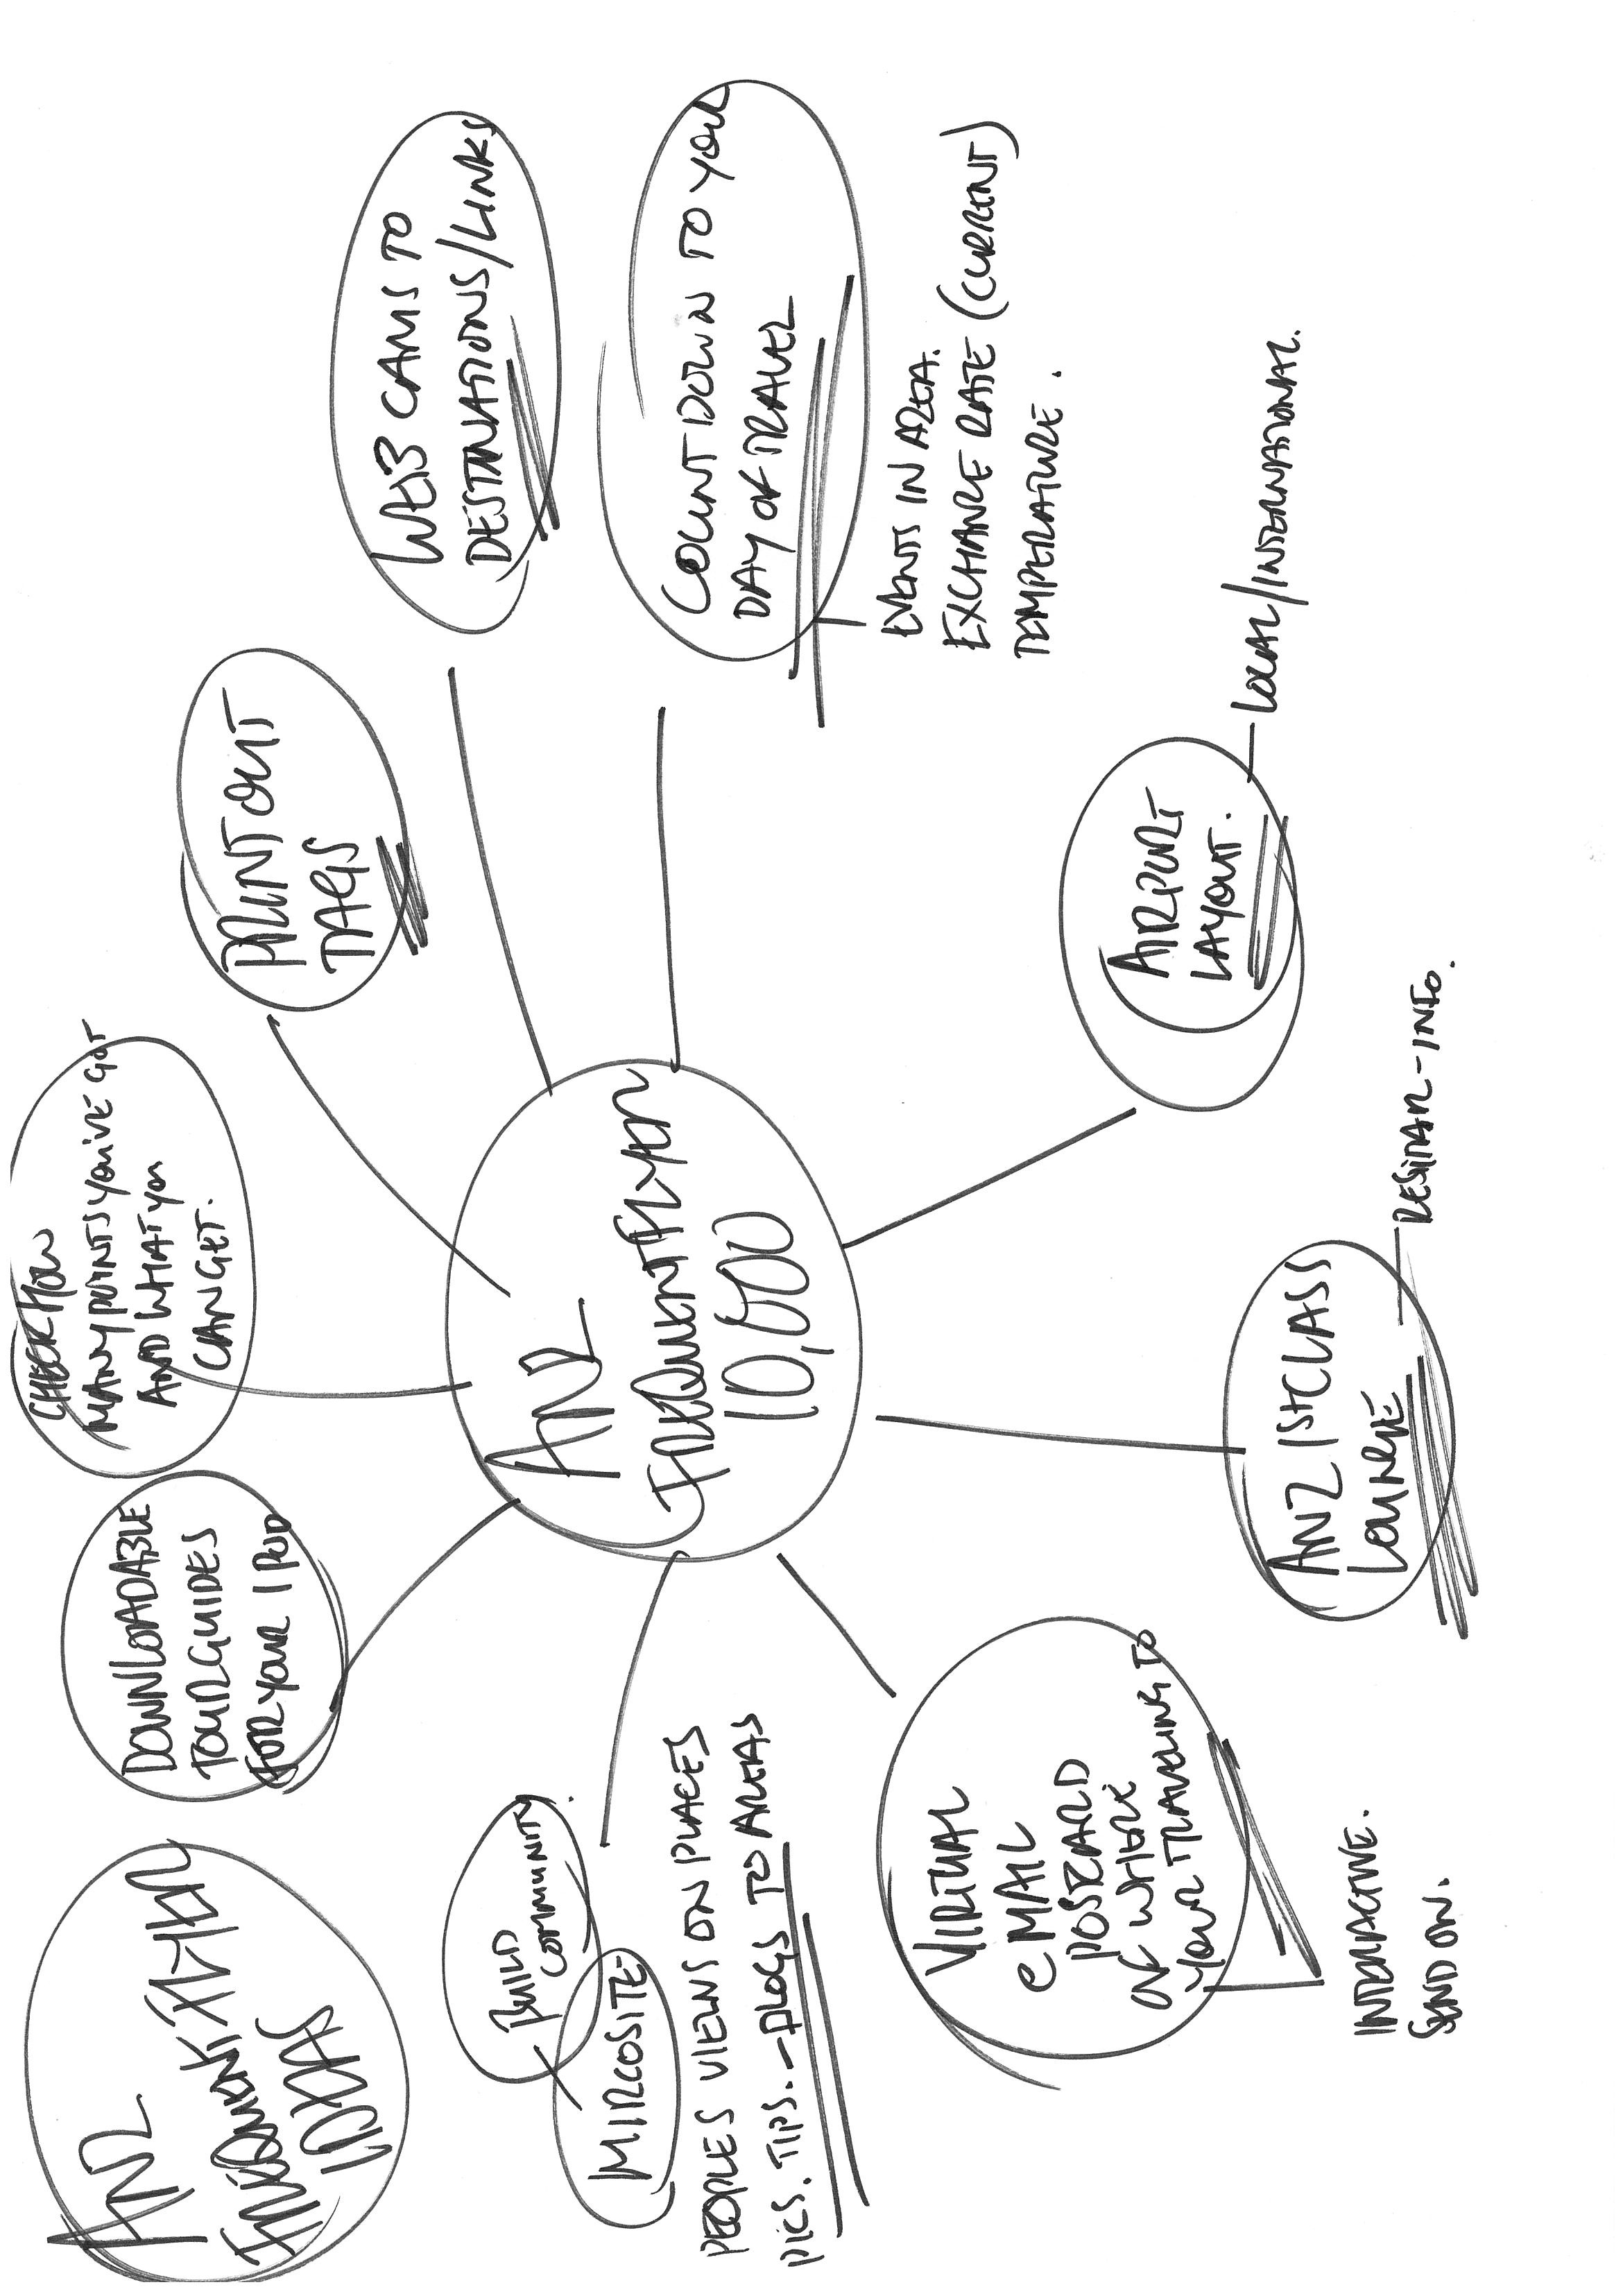 ANZ
FREQUENT FLYER
IDEAS
DOWNLOADABLE
TOUR GUIDES
FOR YOUR IPOD
CHECK HOW
MANY POINTS YOU'VE GOT
AND WHAT YOU
CAN GET.
PRINT OUT
TAGS
WEB CAMS TO
DESTINATIONS/LINKS
BUILD
COMMUNITY.
MIRCOSITE-
PEOPLES VIEWS ON PLACES
PICS. TIPS. - BLOGS TO AREAS
ANZ
FREQUENT FLYER
10,000
COUNT DOWN TO YOUR
DAY OF TRAVEL
EVENTS IN AREA.
EXCHANGE RATE (CURRENT)
TEMPERATURE.
VIRTUAL
eMAIL
POSTCARD
OF WHERE
YOUR TRAVELING TO
INTERACTIVE.
SEND ON.
ANZ 1st CLASS
LOUNGE
-INFO.
AIRPORT
LAYOUT.
LOCAL/INTERNATIONAL.